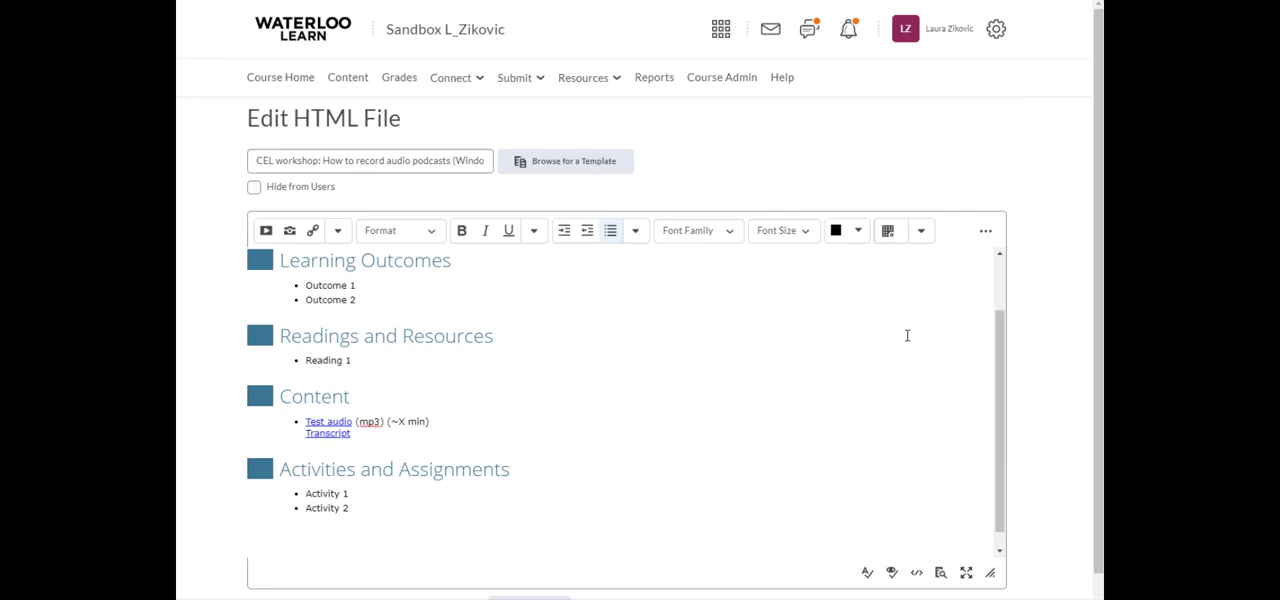 WATERLOO
LEARN
Sandbox L_Zikovic
LZ
Laura Zikovic
Course Home Content Grades Connect Submit Resources Reports Course Admin Help
Edit HTML File
CEL workshop: How to record audio podcasts (Windo
Browse for a Template
Hide from Users
Format B I U Font Family Font Size
Learning Outcomes
• Outcome 1
• Outcome 2
Readings and Resources
• Reading 1
Content
• Test audio (mp3) (~X min)
Transcript
Activities and Assignments
• Activity 1
• Activity 2